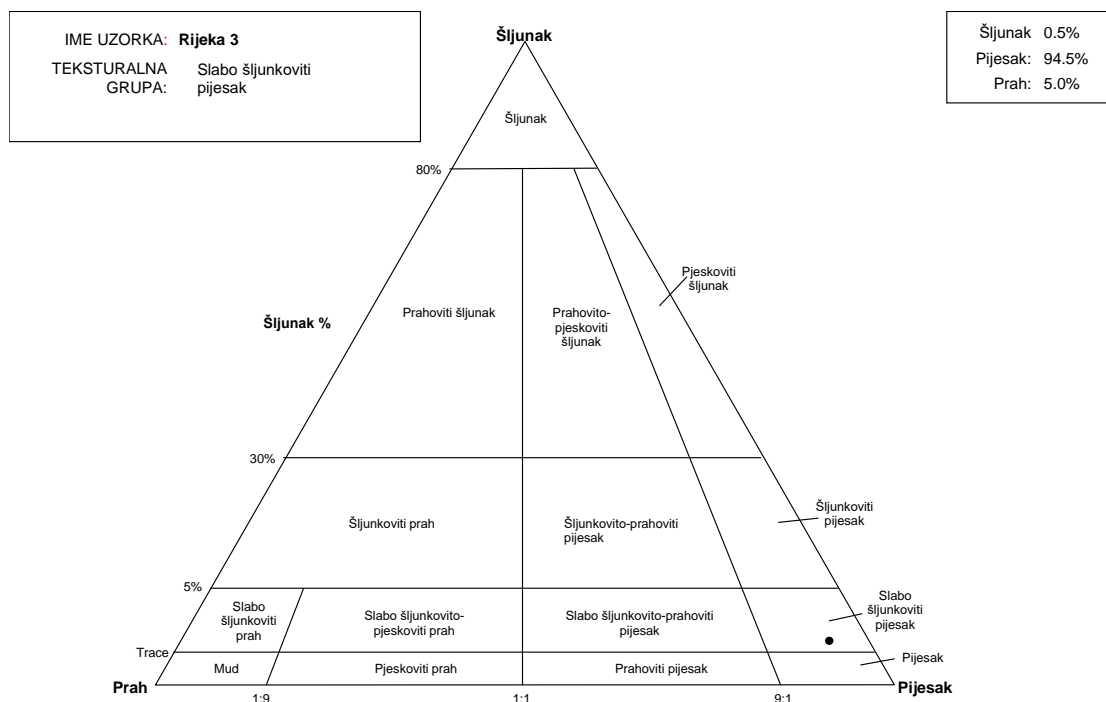 IME UZORKA: Rijeka 3
TEKSTURALNA
GRUPA:
Slabo šljunkoviti
pijesak
Šljunak 0.5%
Pijesak: 94.5%
Prah: 5.0%
Šljunak
Šljunak
80%
Pjeskoviti
šljunak
Prahoviti šljunak
Prahovito-
pjeskoviti
šljunak
Šljunak %
30%
Šljunkoviti prah
Šljunkovito-prahoviti
pijesak
Šljunkoviti
pijesak
5%
Slabo
šljunkoviti
prah
Slabo šljunkovito-
pjeskoviti prah
Slabo šljunkovito-prahoviti
pijesak
Slabo
šljunkoviti
pijesak
Trace
Mud
Pjeskoviti prah
Prahoviti pijesak
Pijesak
Prah
Pijesak
1:9
1:1
9:1